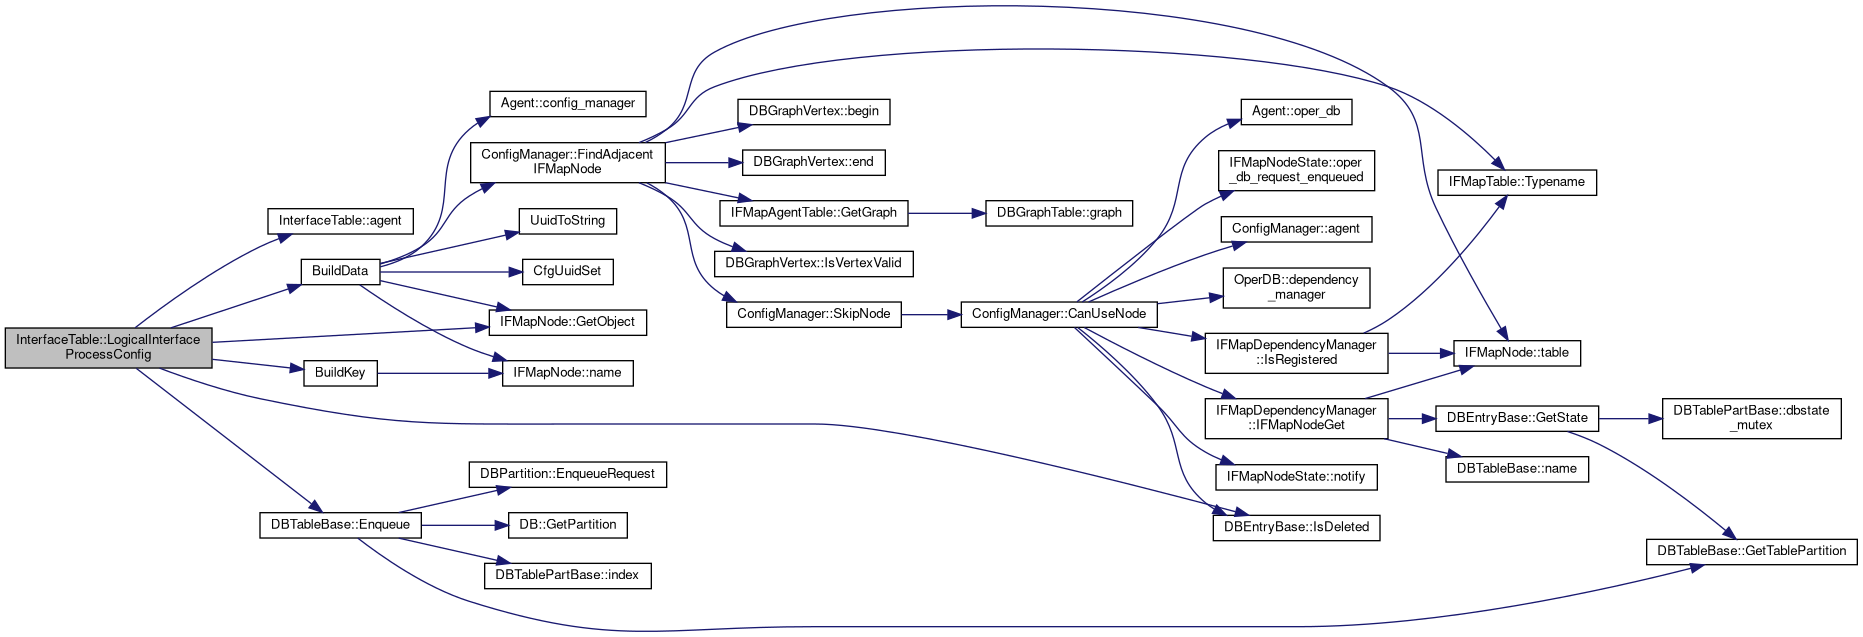 InterfaceTable::LogicalInterface
ProcessConfig
InterfaceTable::agent
BuildData
BuildKey
DBTableBase::Enqueue
Agent::config_manager
ConfigManager::FindAdjacent
IFMapNode
UuidToString
CfgUuidSet
IFMapNode::GetObject
IFMapNode::name
DBPartition::EnqueueRequest
DB::GetPartition
DBTablePartBase::index
DBGraphVertex::begin
DBGraphVertex::end
IFMapAgentTable::GetGraph
DBGraphVertex::IsVertexValid
ConfigManager::SkipNode
DBGraphTable::graph
ConfigManager::CanUseNode
Agent::oper_db
IFMapNodeState::oper
_db_request_enqueued
ConfigManager::agent
OperDB::dependency
_manager
IFMapDependencyManager
::IsRegistered
IFMapDependencyManager
::IFMapNodeGet
IFMapNodeState::notify
DBEntryBase::IsDeleted
IFMapTable::Typename
IFMapNode::table
DBEntryBase::GetState
DBTableBase::name
DBTablePartBase::dbstate
_mutex
DBTableBase::GetTablePartition